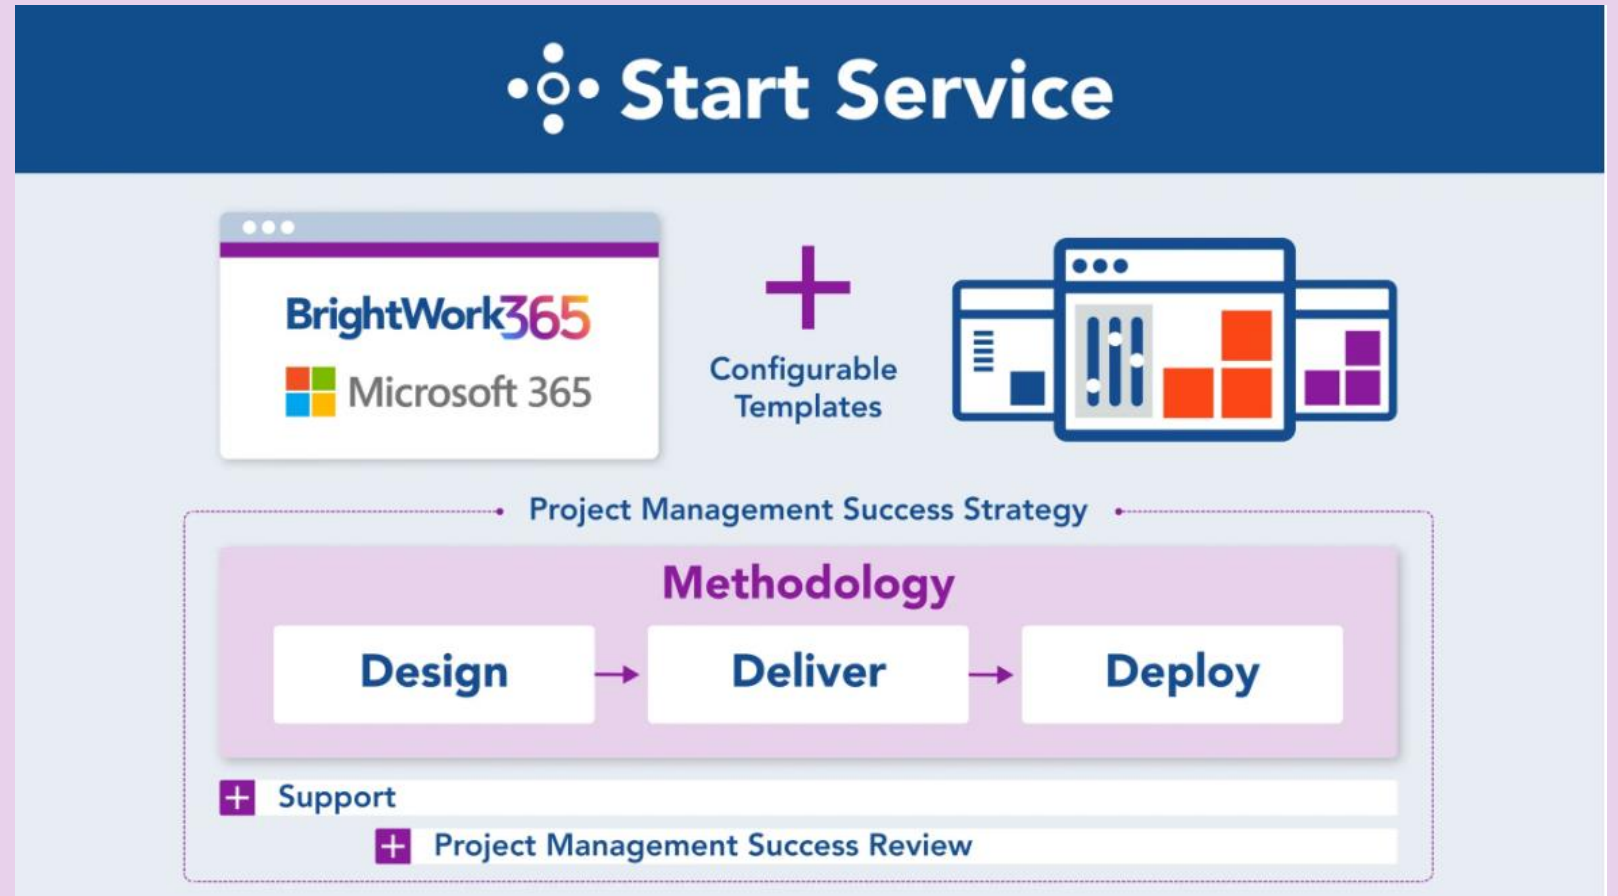 Start Service
BrightWork365
Microsoft 365
Configurable
Templates
Project Management Success Strategy
Methodology
Design
Deliver
Deploy
Support
Project Management Success Review